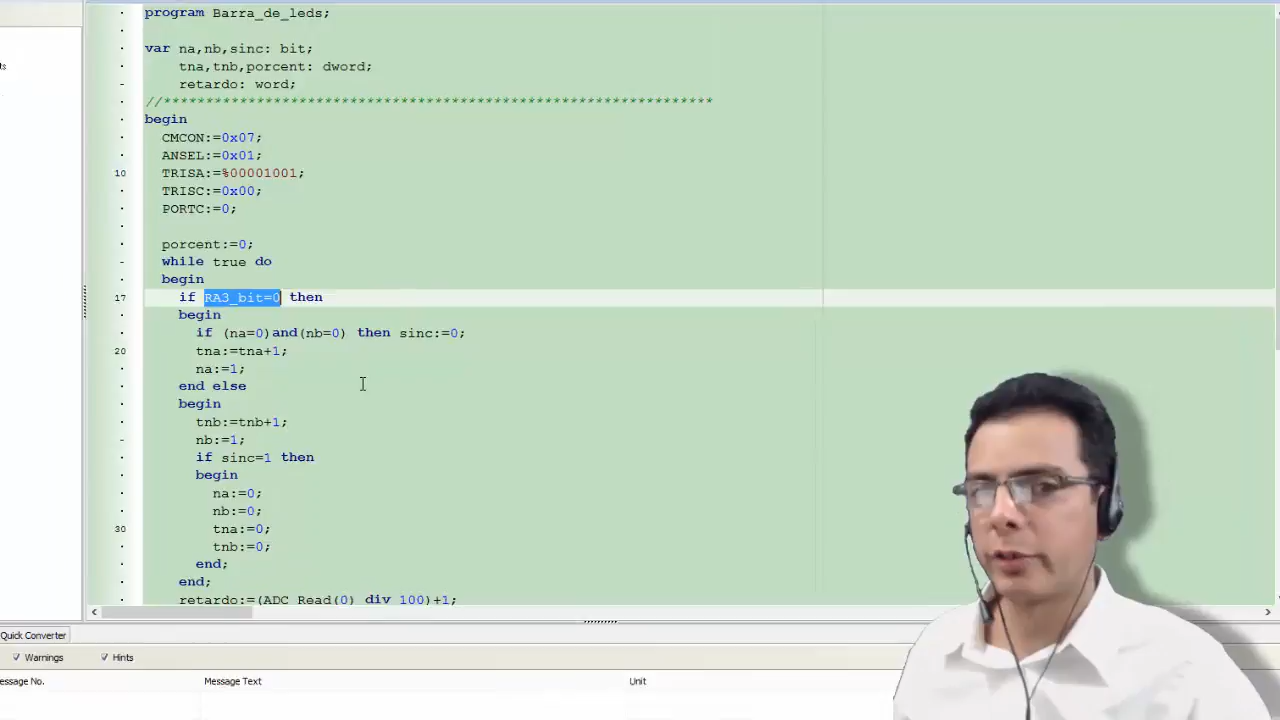 program Barra_de_leds;
var na,nb,sinc: bit;
tna,tnb,porcent: dword;
retardo: word;
//*****************************************************************
begin
CMCON:=0x07;
ANSEL:=0x01;
10 TRISA:=%00001001;
TRISC:=0x00;
PORTC:=0;
porcent:=0;
while true do
begin
17 if RA3_bit=0 then
begin
if (na=0)and(nb=0) then sinc:=0;
20 tna:=tna+1;
na:=1;
end else
begin
tnb:=tnb+1;
nb:=1;
if sinc=1 then
begin
na:=0;
nb:=0;
30 tna:=0;
tnb:=0;
end;
end;
retardo:=(ADC_Read(0) div 100)+1;
Quick Converter
Warnings Hints
essage No. Message Text Unit